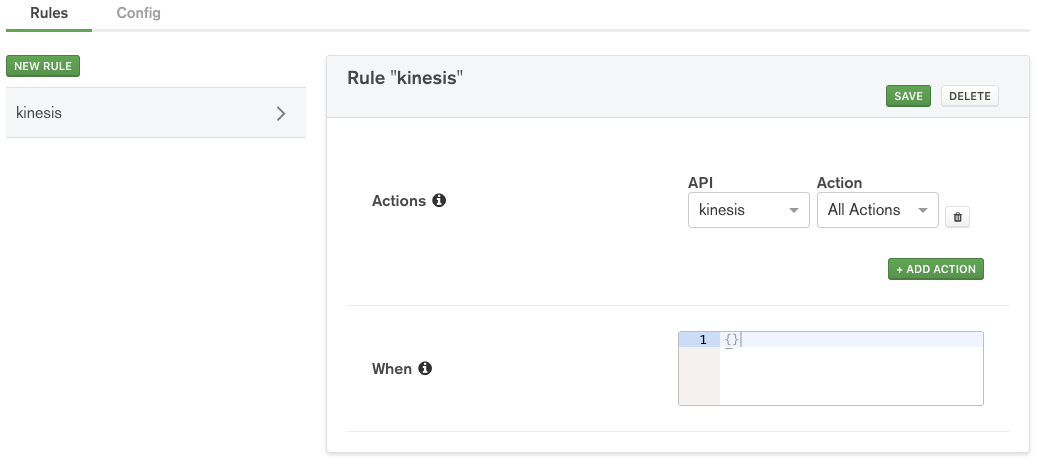 Rules Config
NEW RULE
kinesis
Rule "kinesis"
SAVE DELETE
Actions
API Action
kinesis All Actions
+ ADD ACTION
When
1 {}